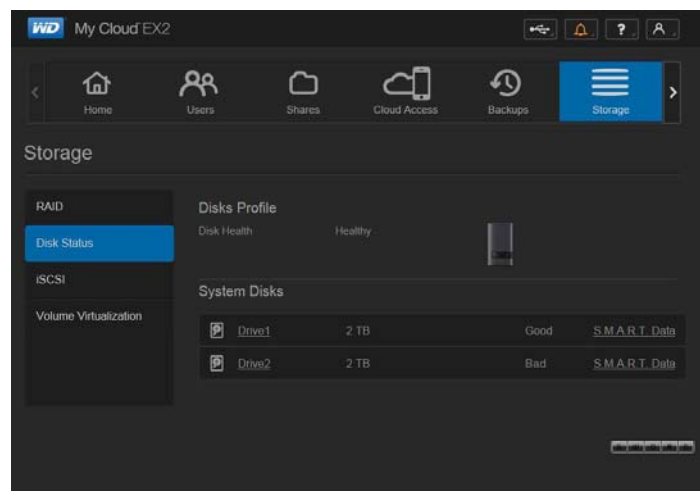 WD My Cloud EX2
?
Home Users Shares Cloud Access Backups Storage
Storage
RAID
Disk Status
iSCSI
Volume Virtualization
Disks Profile
Disk Health Healthy
System Disks
Drive1 2 TB Good S.M.A.R.T. Data
Drive2 2 TB Bad S.M.A.R.T. Data